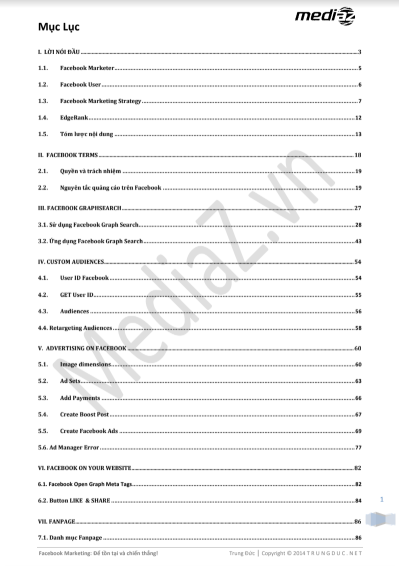 mediaz
Mục Lục
I. LỜI NÓI ĐẦU ... 3
1.1. Facebook Marketer ... 5
1.2. Facebook User ... 6
1.3. Facebook Marketing Strategy ... 7
1.4. EdgeRank ... 12
1.5. Tóm lược nội dung ... 13
II. FACEBOOK TERMS ... 18
2.1. Quyền và trách nhiệm ... 19
2.2. Nguyên tắc quảng cáo trên Facebook ... 19
III. FACEBOOK GRAPHSEARCH ... 27
3.1. Sử dụng Facebook Graph Search ... 28
3.2. Ứng dụng Facebook Graph Search ... 43
IV. CUSTOM AUDIENCES ... 54
4.1. User ID Facebook ... 54
4.2. GET User ID ... 55
4.3. Audiences ... 56
4.4. Retargeting Audiences ... 58
V. ADVERTISING ON FACEBOOK ... 60
5.1. Image dimensions ... 60
5.2. Ad Sets ... 63
5.3. Add Payments ... 66
5.4. Create Boost Post ... 67
5.5. Create Facebook Ads ... 69
5.6. Ad Manager Error ... 77
VI. FACEBOOK ON YOUR WEBSITE ... 82
6.1. Facebook Open Graph Meta Tags ... 82
6.2. Button LIKE & SHARE ... 84
VII. FANPAGE ... 86
7.1. Danh mục Fanpage ... 86
1
MediaZ.vn
Facebook Marketing: Để tồn tại và chiến thắng! Trung Đức | Copyright © 2014 TRUNGDUC.NET